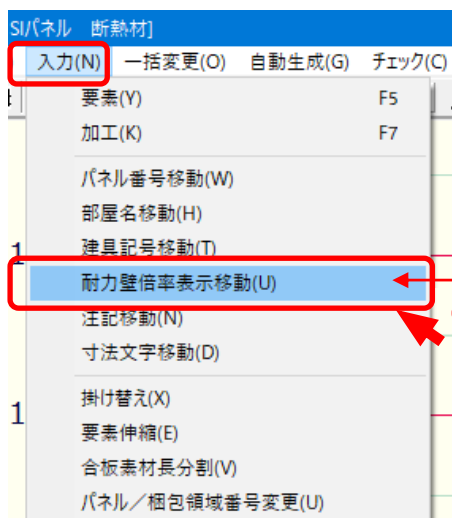 SIパネル 断熱材]
入力(N) 一括変更(O) 自動生成(G) チェック(C)
要素(Y) F5
加工(K) F7
パネル番号移動(W)
部屋名移動(H)
建具記号移動(T)
1
耐力壁倍率表示移動(U)
注記移動(N)
寸法文字移動(D)
掛け替え(X)
1
要素伸縮(E)
合板素材長分割(V)
パネル／梱包領域番号変更(U)